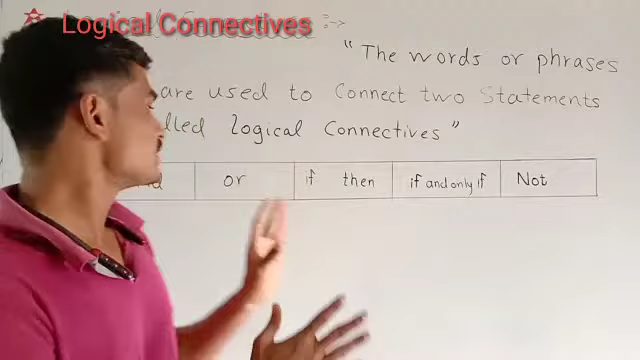 Logical Connectives
:->
" The words or phrases
are used to Connect two Statements
logical Connectives "
or if then if and only if Not